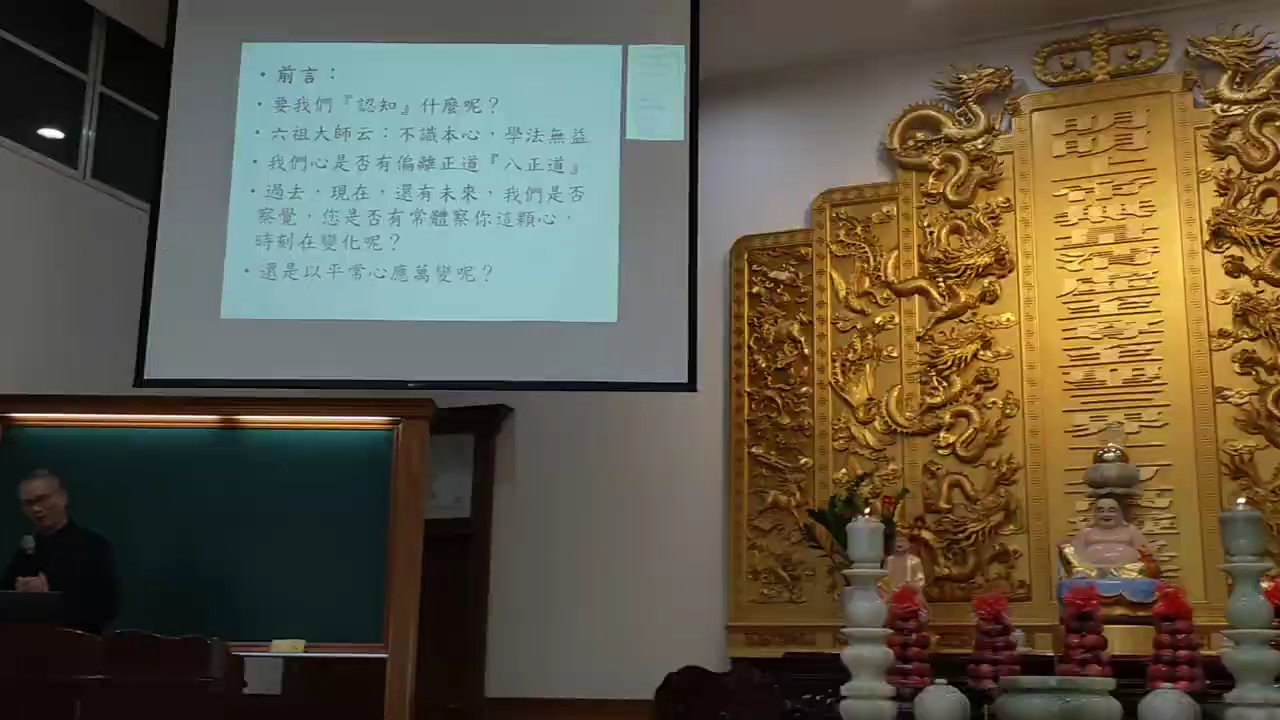 • 前言：
• 要我們『認知』什麼呢？
• 六祖大師云：不識本心，學法無益
• 我們心是否有偏離正道『八正道』
• 過去，現在，還有未來，我們是否
察覺，您是否有常體察你這顆心，
時刻在變化呢？
• 還是以平常心應萬變呢？